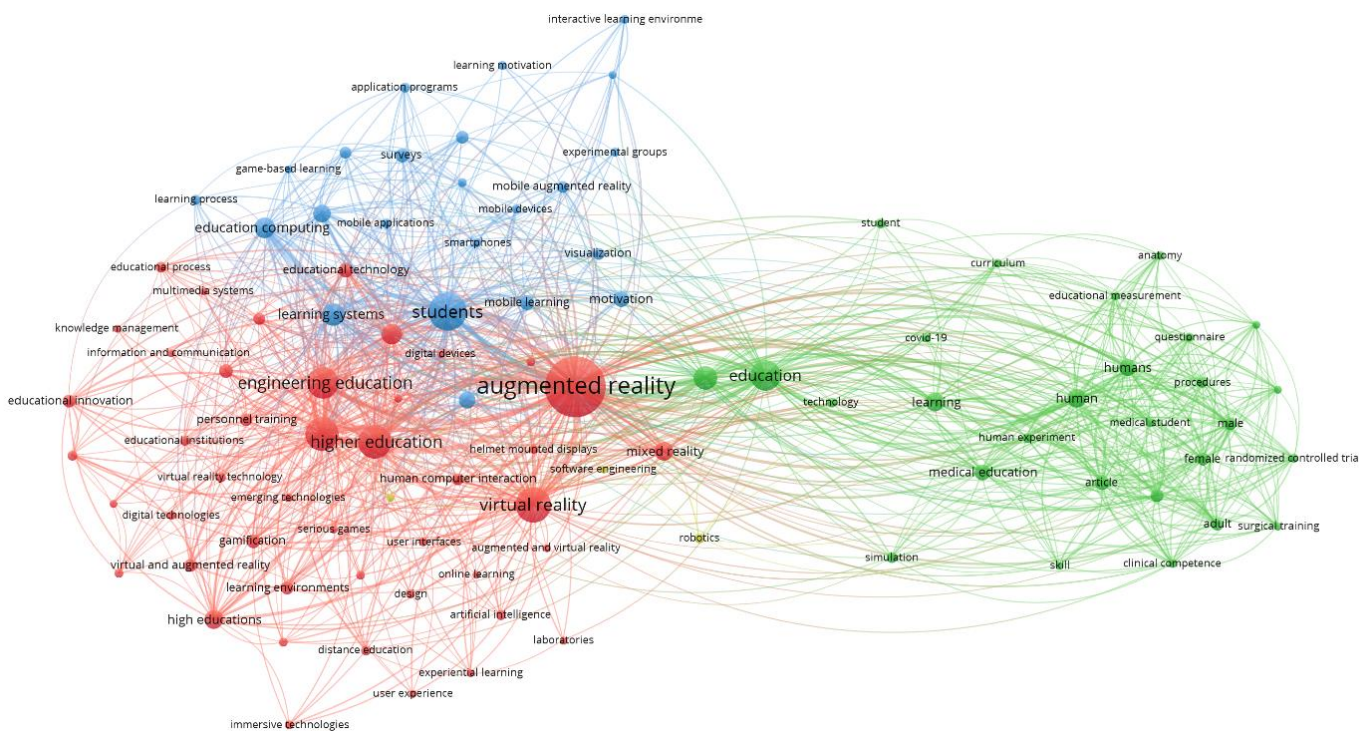 interactive learning environme
learning motivation
application programs
surveys
experimental groups
game-based learning
mobile augmented reality
learning process
mobile devices
education computing
mobile applications
student
smartphones
visualization
anatomy
curriculum
educational process
educational technology
multimedia systems
educational measurement
motivation
mobile learning
students
learning systems
knowledge management
covid-19
questionnaire
information and communication
digital devices
humans
education
procedures
engineering education
augmented reality
educational innovation
technology
learning
human
personnel training
medical student
male
educational institutions
higher education
human experiment
helmet mounted displays
mixed reality
female
randomized controlled tria
software engineering
medical education
virtual reality technology
human computer interaction
article
emerging technologies
virtual reality
digital technologies
adult
surgical training
serious games
robotics
gamification
user interfaces
augmented and virtual reality
simulation
virtual and augmented reality
skill
clinical competence
online learning
learning environments
design
high educations
artificial intelligence
laboratories
distance education
experiential learning
user experience
immersive technologies